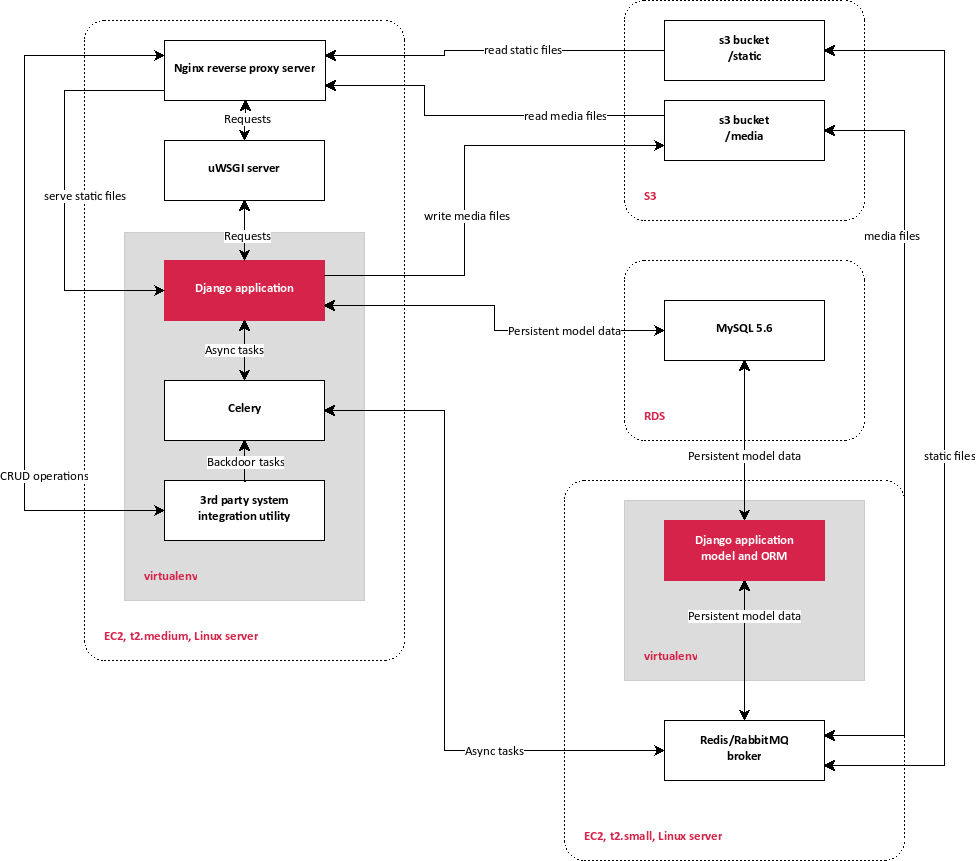 Nginx reverse proxy server
Requests
uWSGI server
serve static files
Requests
Django application
Async tasks
Celery
Backdoor tasks
CRUD operations
3rd party system
integration utility
virtualenv
EC2, t2.medium, Linux server
read static files
s3 bucket
/static
read media files
s3 bucket
/media
S3
write media files
media files
Persistent model data
MySQL 5.6
RDS
Persistent model data
static files
Django application
model and ORM
Persistent model data
virtualenv
Async tasks
Redis/RabbitMQ
broker
EC2, t2.small, Linux server